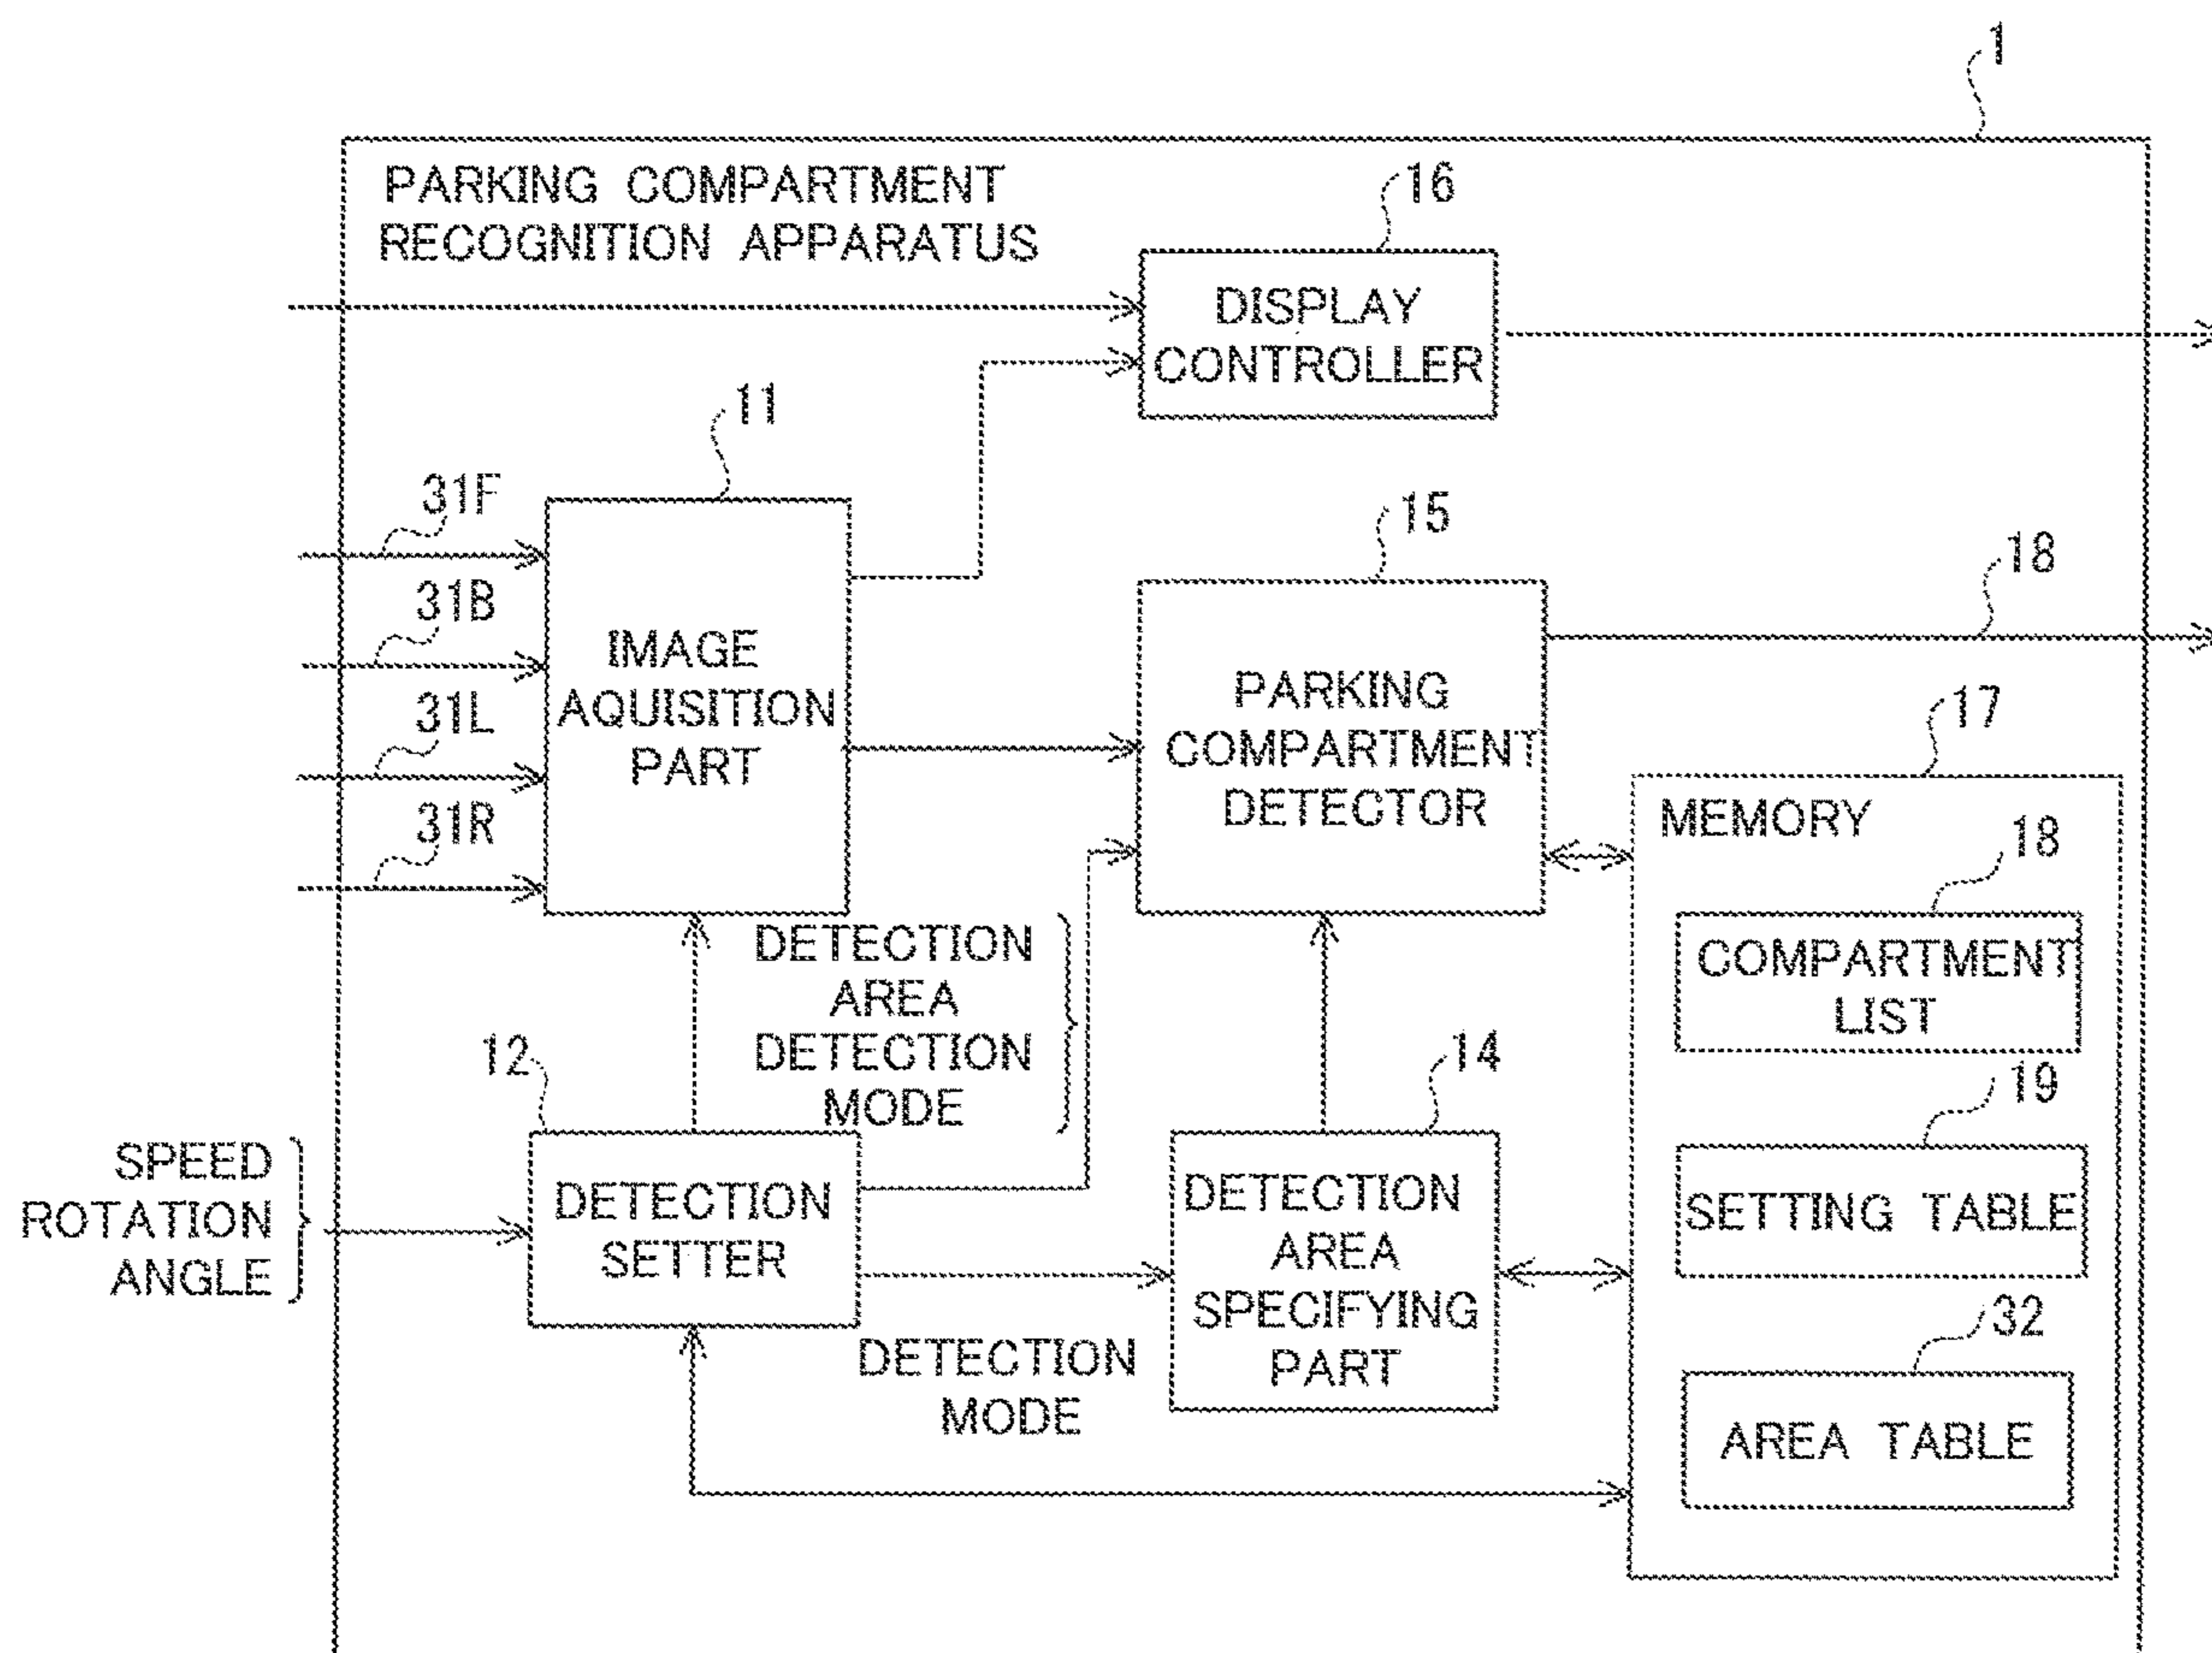 1
PARKING COMPARTMENT
RECOGNITION APPARATUS
16
DISPLAY
CONTROLLER
11
31F
31B
31L
31R
IMAGE
AQUISITION
PART
15
PARKING
COMPARTMENT
DETECTOR
18
17
MEMORY
18
COMPARTMENT
LIST
19
SETTING TABLE
32
AREA TABLE
DETECTION
AREA
DETECTION
MODE
12
DETECTION
SETTER
SPEED
ROTATION
ANGLE
14
DETECTION
AREA
SPECIFYING
PART
DETECTION
MODE